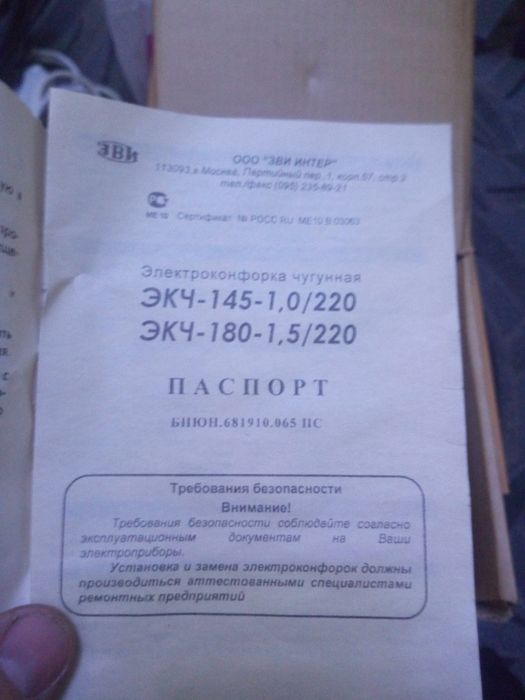 ЗВИ
ООО "ЗВИ ИНТЕР"
113093,г.Москва, Партийный пер.,1, корп.57, стр.2
тел./факс (095) 235-89-21
МЕ10 Сертификат № РОСС RU МЕ10.В.03063
Электроконфорка чугунная
ЭКЧ-145-1,0/220
ЭКЧ-180-1,5/220
ПАСПОРТ
БНЮН.681910.065 ПС
Требования безопасности
Внимание!
Требования безопасности соблюдайте согласно
эксплуатационным документам на Ваши
электроприборы.
Установка и замена электроконфорок должны
производиться аттестованными специалистами
ремонтных предприятий